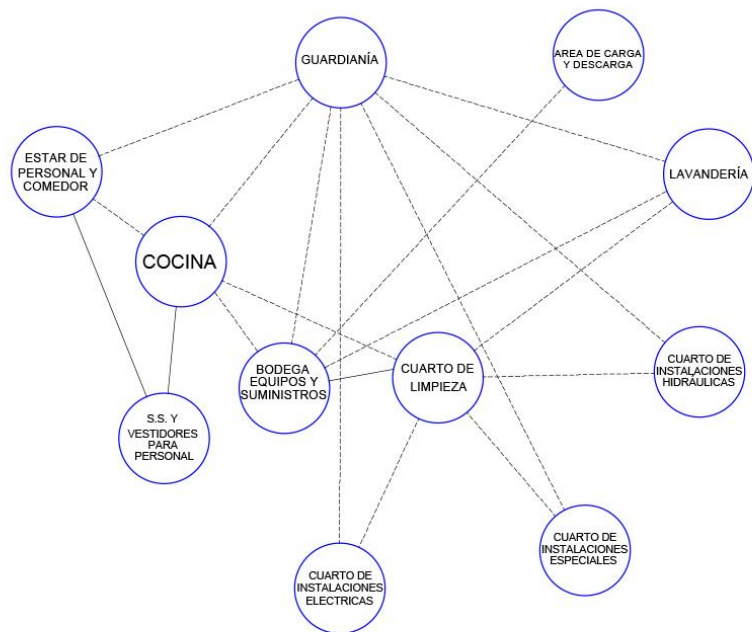 GUARDIANÍA
AREA DE CARGA
Y DESCARGA
ESTAR DE
PERSONAL Y
COMEDOR
LAVANDERÍA
COCINA
BODEGA
EQUIPOS Y
SUMINISTROS
CUARTO DE
LIMPIEZA
CUARTO DE
INSTALACIONES
HIDRÁULICAS
S.S. Y
VESTIDORES
PARA
PERSONAL
CUARTO DE
INSTALACIONES
ESPECIALES
CUARTO DE
INSTALACIONES
ELECTRICAS